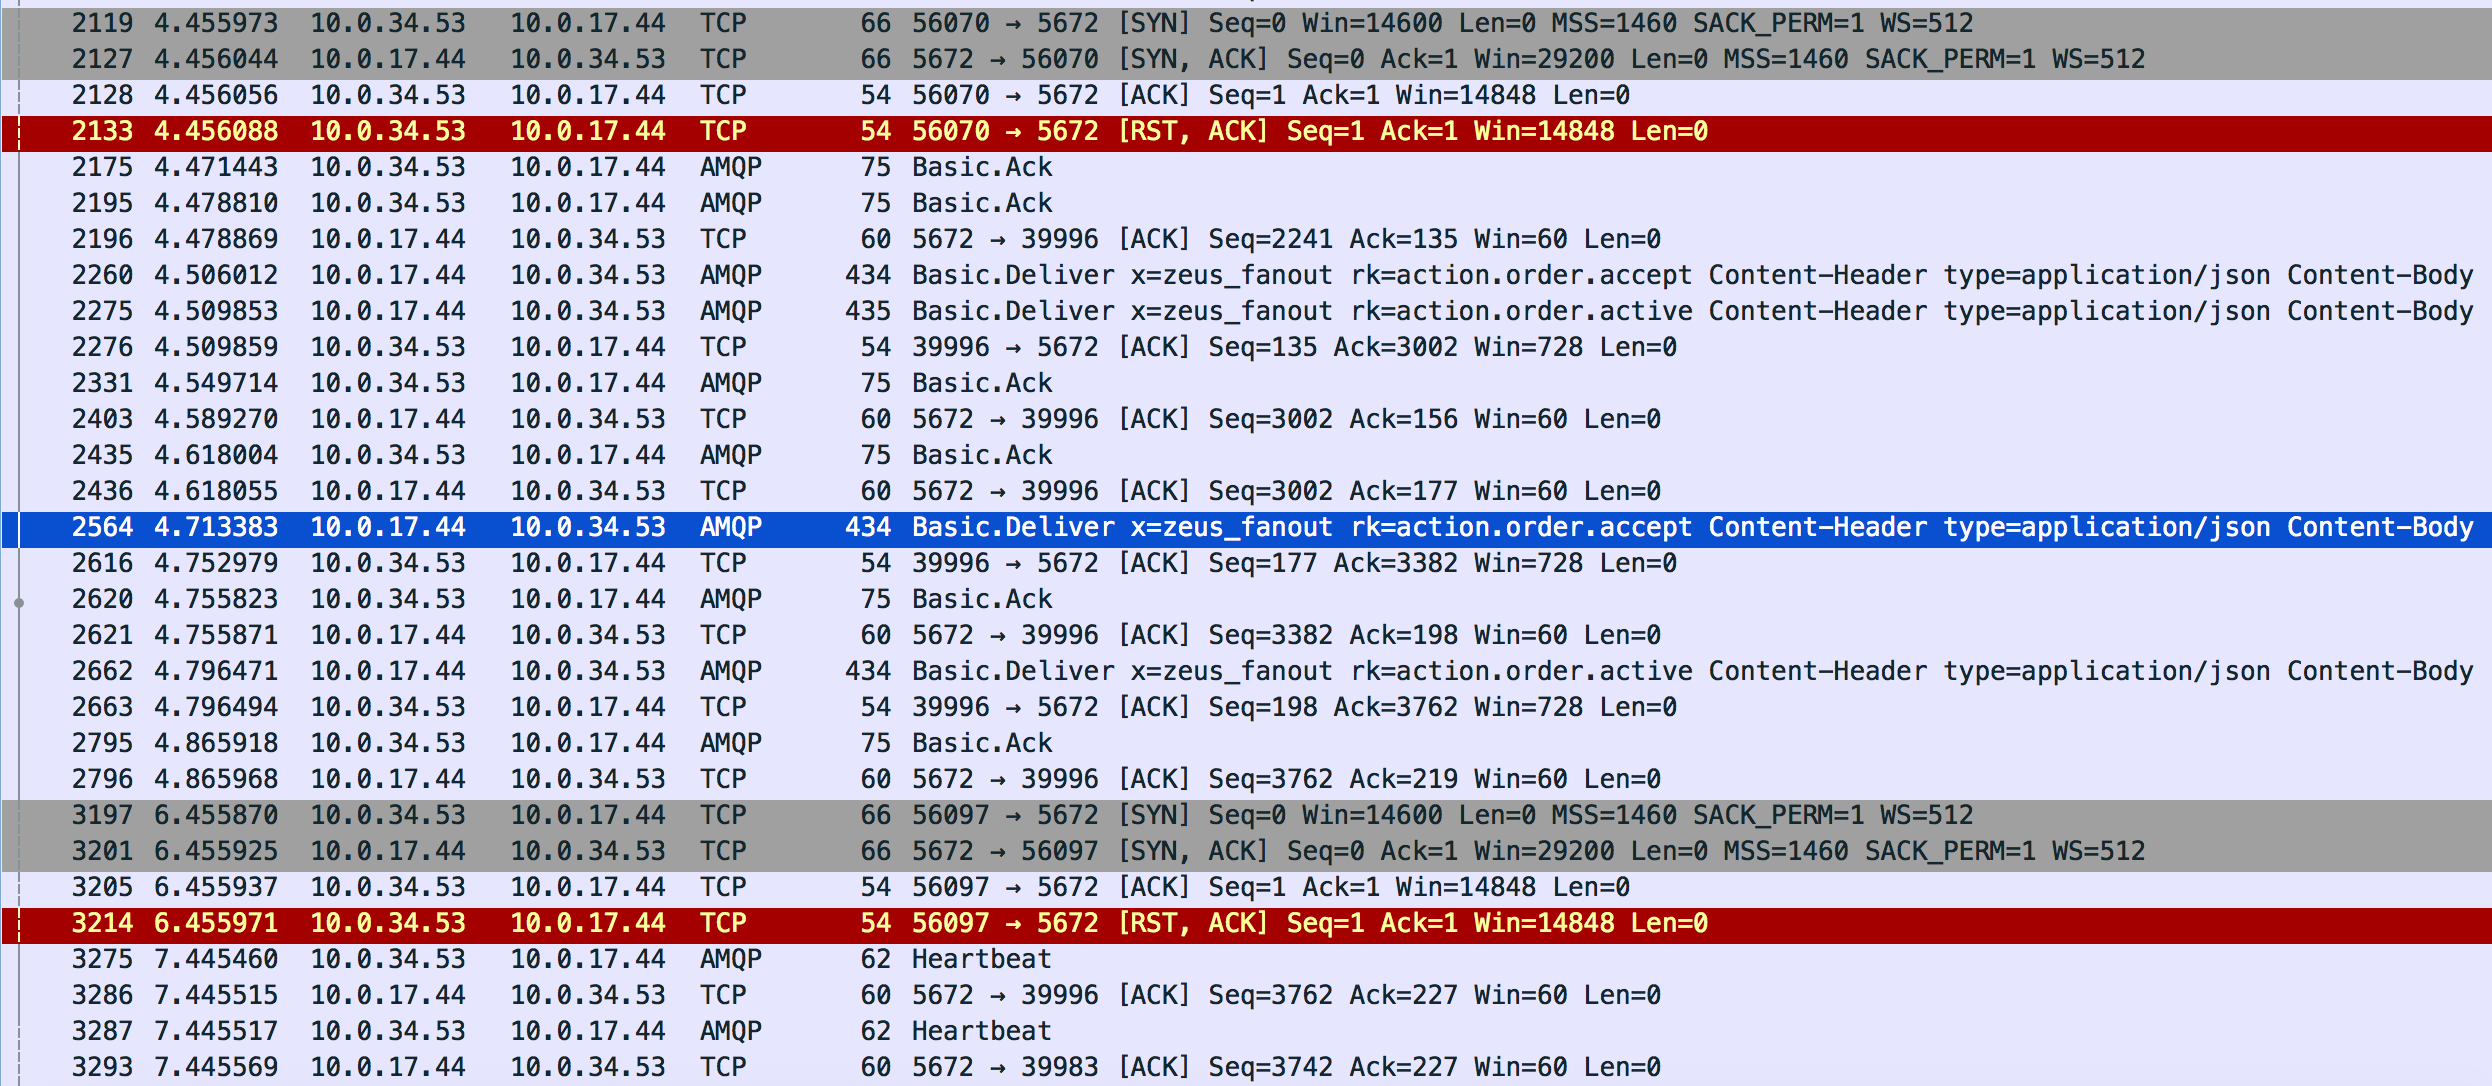 2119 4.455973 10.0.34.53 10.0.17.44 TCP 66 56070 → 5672 [SYN] Seq=0 Win=14600 Len=0 MSS=1460 SACK_PERM=1 WS=512
2127 4.456044 10.0.17.44 10.0.34.53 TCP 66 5672 → 56070 [SYN, ACK] Seq=0 Ack=1 Win=29200 Len=0 MSS=1460 SACK_PERM=1 WS=512
2128 4.456056 10.0.34.53 10.0.17.44 TCP 54 56070 → 5672 [ACK] Seq=1 Ack=1 Win=14848 Len=0
2133 4.456088 10.0.34.53 10.0.17.44 TCP 54 56070 → 5672 [RST, ACK] Seq=1 Ack=1 Win=14848 Len=0
2175 4.471443 10.0.34.53 10.0.17.44 AMQP 75 Basic.Ack
2195 4.478810 10.0.34.53 10.0.17.44 AMQP 75 Basic.Ack
2196 4.478869 10.0.17.44 10.0.34.53 TCP 60 5672 → 39996 [ACK] Seq=2241 Ack=135 Win=60 Len=0
2260 4.506012 10.0.17.44 10.0.34.53 AMQP 434 Basic.Deliver x=zeus_fanout rk=action.order.accept Content-Header type=application/json Content-Body
2275 4.509853 10.0.17.44 10.0.34.53 AMQP 435 Basic.Deliver x=zeus_fanout rk=action.order.active Content-Header type=application/json Content-Body
2276 4.509859 10.0.34.53 10.0.17.44 TCP 54 39996 → 5672 [ACK] Seq=135 Ack=3002 Win=728 Len=0
2331 4.549714 10.0.34.53 10.0.17.44 AMQP 75 Basic.Ack
2403 4.589270 10.0.17.44 10.0.34.53 TCP 60 5672 → 39996 [ACK] Seq=3002 Ack=156 Win=60 Len=0
2435 4.618004 10.0.34.53 10.0.17.44 AMQP 75 Basic.Ack
2436 4.618055 10.0.17.44 10.0.34.53 TCP 60 5672 → 39996 [ACK] Seq=3002 Ack=177 Win=60 Len=0
2564 4.713383 10.0.17.44 10.0.34.53 AMQP 434 Basic.Deliver x=zeus_fanout rk=action.order.accept Content-Header type=application/json Content-Body
2616 4.752979 10.0.34.53 10.0.17.44 TCP 54 39996 → 5672 [ACK] Seq=177 Ack=3382 Win=728 Len=0
2620 4.755823 10.0.34.53 10.0.17.44 AMQP 75 Basic.Ack
2621 4.755871 10.0.17.44 10.0.34.53 TCP 60 5672 → 39996 [ACK] Seq=3382 Ack=198 Win=60 Len=0
2662 4.796471 10.0.17.44 10.0.34.53 AMQP 434 Basic.Deliver x=zeus_fanout rk=action.order.active Content-Header type=application/json Content-Body
2663 4.796494 10.0.34.53 10.0.17.44 TCP 54 39996 → 5672 [ACK] Seq=198 Ack=3762 Win=728 Len=0
2795 4.865918 10.0.34.53 10.0.17.44 AMQP 75 Basic.Ack
2796 4.865968 10.0.17.44 10.0.34.53 TCP 60 5672 → 39996 [ACK] Seq=3762 Ack=219 Win=60 Len=0
3197 6.455870 10.0.34.53 10.0.17.44 TCP 66 56097 → 5672 [SYN] Seq=0 Win=14600 Len=0 MSS=1460 SACK_PERM=1 WS=512
3201 6.455925 10.0.17.44 10.0.34.53 TCP 66 5672 → 56097 [SYN, ACK] Seq=0 Ack=1 Win=29200 Len=0 MSS=1460 SACK_PERM=1 WS=512
3205 6.455937 10.0.34.53 10.0.17.44 TCP 54 56097 → 5672 [ACK] Seq=1 Ack=1 Win=14848 Len=0
3214 6.455971 10.0.34.53 10.0.17.44 TCP 54 56097 → 5672 [RST, ACK] Seq=1 Ack=1 Win=14848 Len=0
3275 7.445460 10.0.34.53 10.0.17.44 AMQP 62 Heartbeat
3286 7.445515 10.0.17.44 10.0.34.53 TCP 60 5672 → 39996 [ACK] Seq=3762 Ack=227 Win=60 Len=0
3287 7.445517 10.0.34.53 10.0.17.44 AMQP 62 Heartbeat
3293 7.445569 10.0.17.44 10.0.34.53 TCP 60 5672 → 39983 [ACK] Seq=3742 Ack=227 Win=60 Len=0